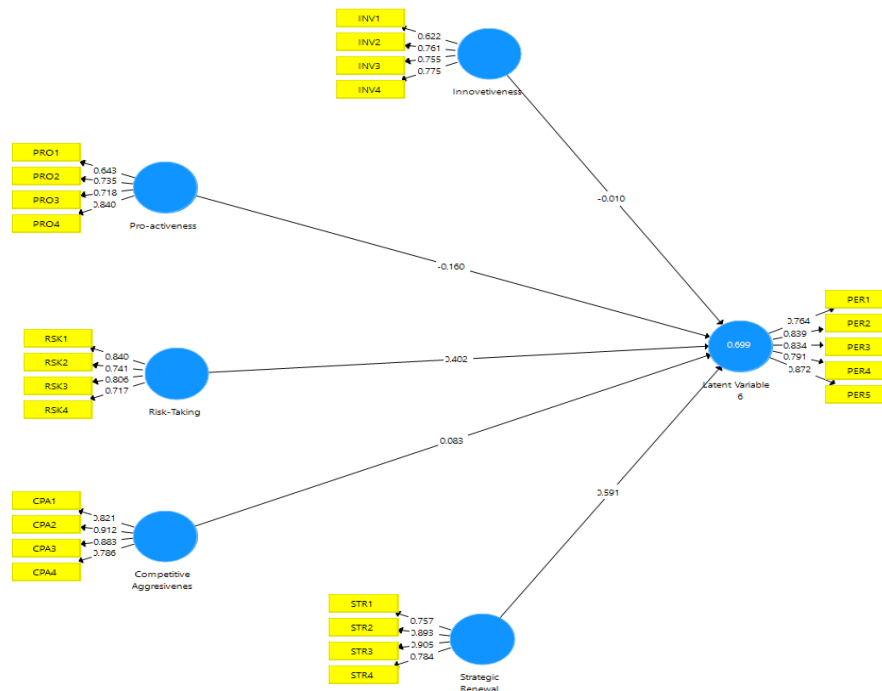 INV1
0.622
INV2
0.761
INV3
0.755
INV4
0.775
Innovetiveness
PRO1
0.643
PRO2
0.735
PRO3
0.718
PRO4
0.840
Pro-activeness
-0.010
-0.160
RSK1
0.840
RSK2
0.741
RSK3
0.806
RSK4
0.717
Risk-Taking
0.402
0.699
Latent Variable
6
PER1
0.764
PER2
0.839
PER3
0.834
PER4
0.791
PER5
0.872
0.083
CPA1
0.821
CPA2
0.912
CPA3
0.883
CPA4
0.786
Competitive
Aggresivenes
0.591
STR1
0.757
STR2
0.893
STR3
0.905
STR4
0.784
Strategic
Renewal